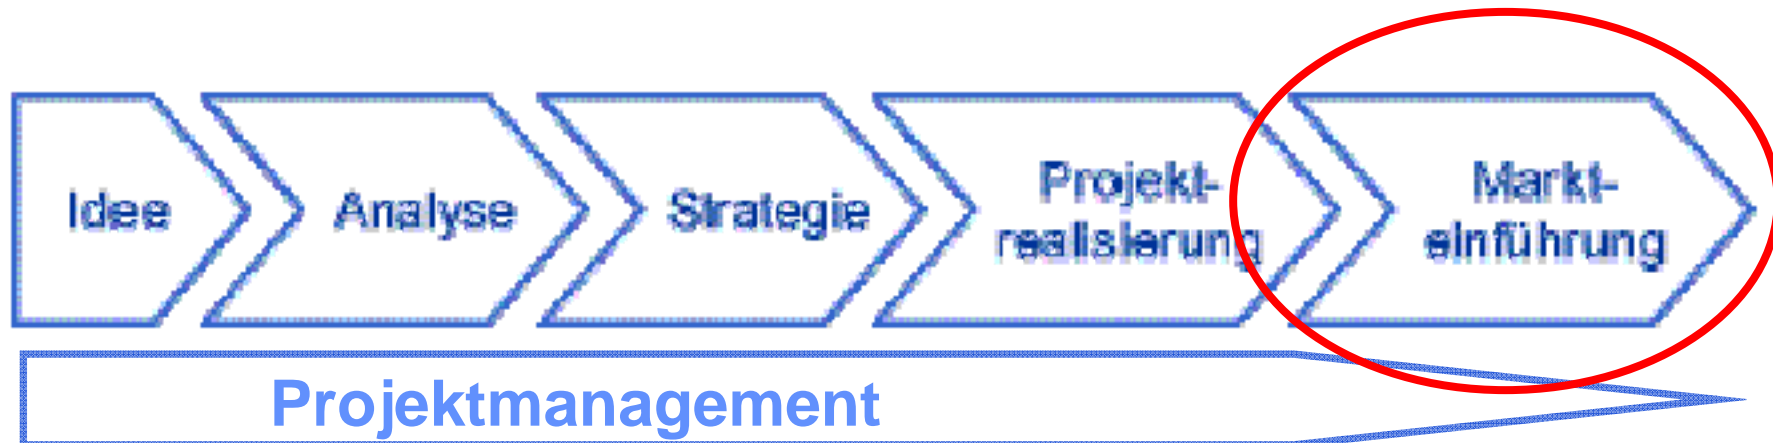 Idee
Analyse
Strategie
Projekt-
realisierung
Markt-
einführung
Projektmanagement